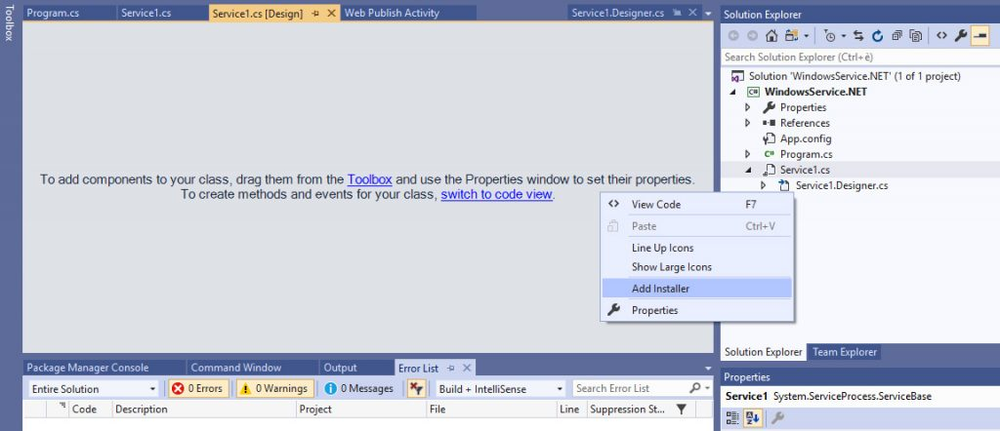 Toolbox
Program.cs
Service1.cs
Service1.cs [Design]
Web Publish Activity
Service1.Designer.cs
To add components to your class, drag them from the Toolbox and use the Properties window to set their properties.
To create methods and events for your class, switch to code view.
View Code F7
Paste Ctrl+V
Line Up Icons
Show Large Icons
Add Installer
Properties
Solution Explorer
Search Solution Explorer (Ctrl+è)
Solution 'WindowsService.NET' (1 of 1 project)
C# WindowsService.NET
Properties
References
App.config
C# Program.cs
Service1.cs
Service1.Designer.cs
Solution Explorer Team Explorer
Properties
Service1 System.ServiceProcess.ServiceBase
Package Manager Console
Command Window
Output
Error List
Entire Solution
0 Errors
0 Warnings
0 Messages
Build + IntelliSense
Search Error List
Code Description Project File Line Suppression St...